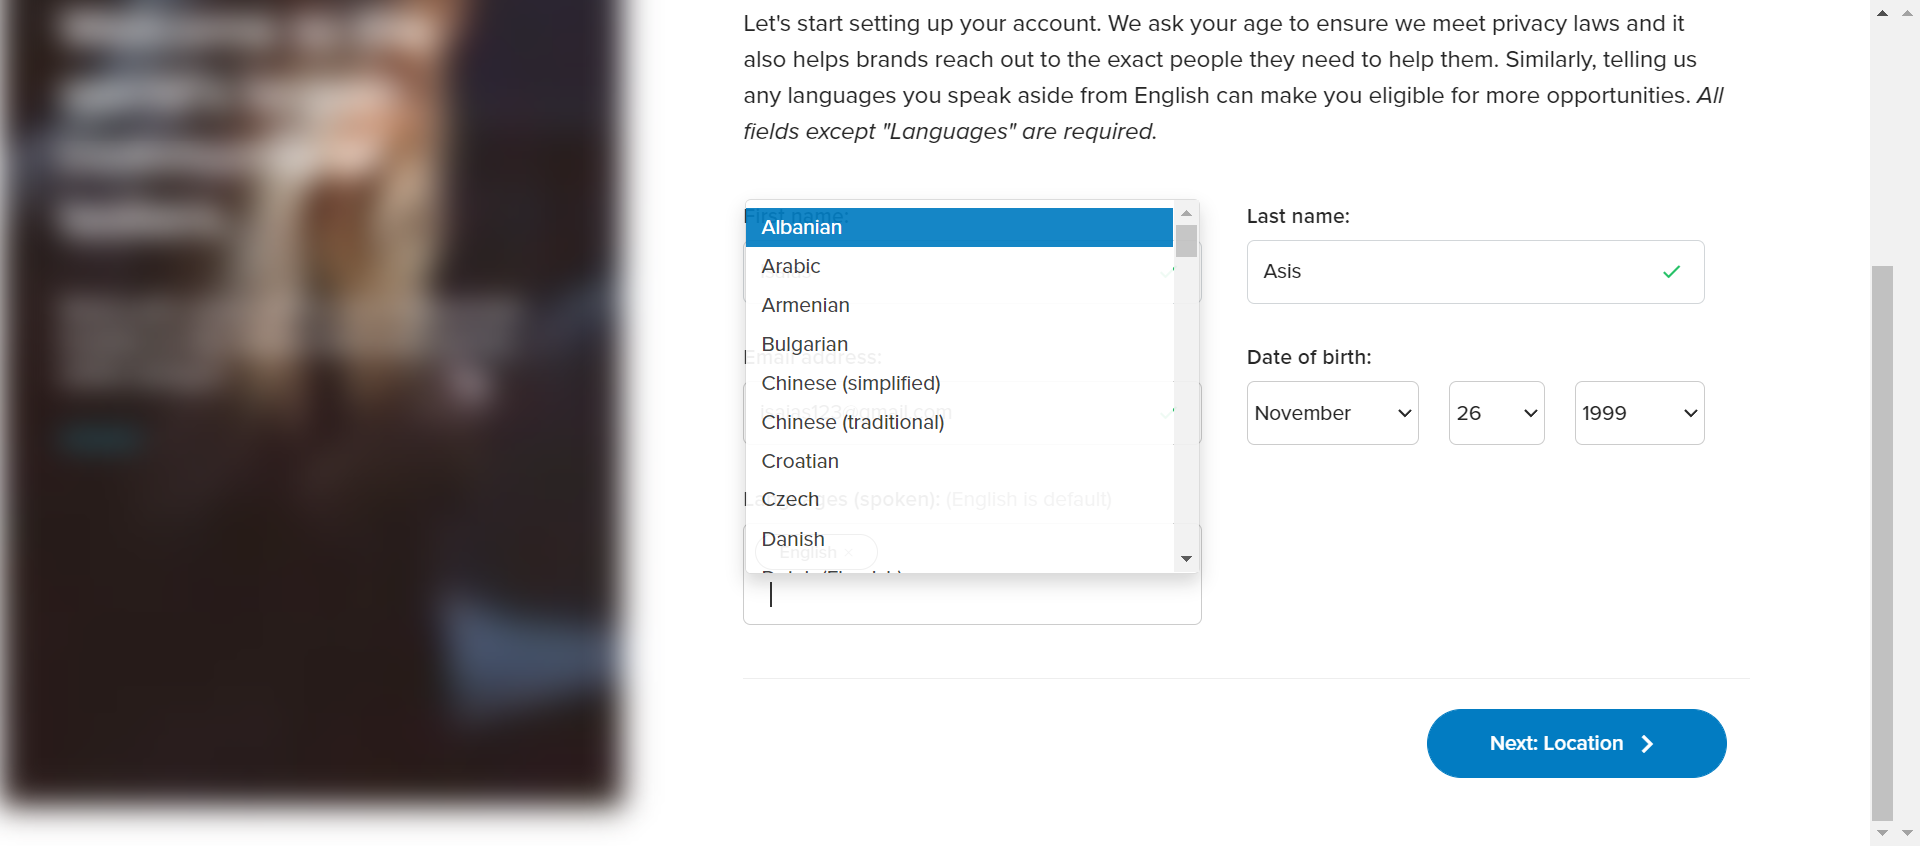 Let's start setting up your account. We ask your age to ensure we meet privacy laws and it
also helps brands reach out to the exact people they need to help them. Similarly, telling us
any languages you speak aside from English can make you eligible for more opportunities. All
fields except "Languages" are required.
First name:
Last name:
Albanian
Arabic
Asis
Armenian
Bulgarian
Email address:
Date of birth:
Chinese (simplified)
isaias123@gmail.com
November
26
1999
Chinese (traditional)
Croatian
Czech
(spoken): (English is default)
Danish
English ×
Next: Location